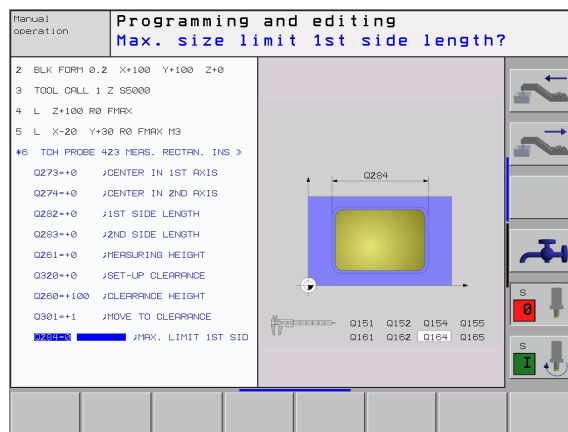 Manual
operation
Programming and editing
Max. size limit 1st side length?
2 BLK FORM 0.2 X+100 Y+100 Z+0
3 TOOL CALL 1 Z S5000
4 L Z+100 R0 FMAX
5 L X-20 Y+30 R0 FMAX M3
*6 TCH PROBE 423 MEAS. RECTAN. INS »
Q273=+0 ;CENTER IN 1ST AXIS
Q274=+0 ;CENTER IN 2ND AXIS
Q282=+0 ;1ST SIDE LENGTH
Q283=+0 ;2ND SIDE LENGTH
Q261=+0 ;MEASURING HEIGHT
Q320=+0 ;SET-UP CLEARANCE
Q260=+100 ;CLEARANCE HEIGHT
Q301=+1 ;MOVE TO CLEARANCE
Q284=0 ;MAX. LIMIT 1ST SID
Q284
Q151 Q152 Q154 Q155
Q161 Q162 Q164 Q165
S
0
S
I